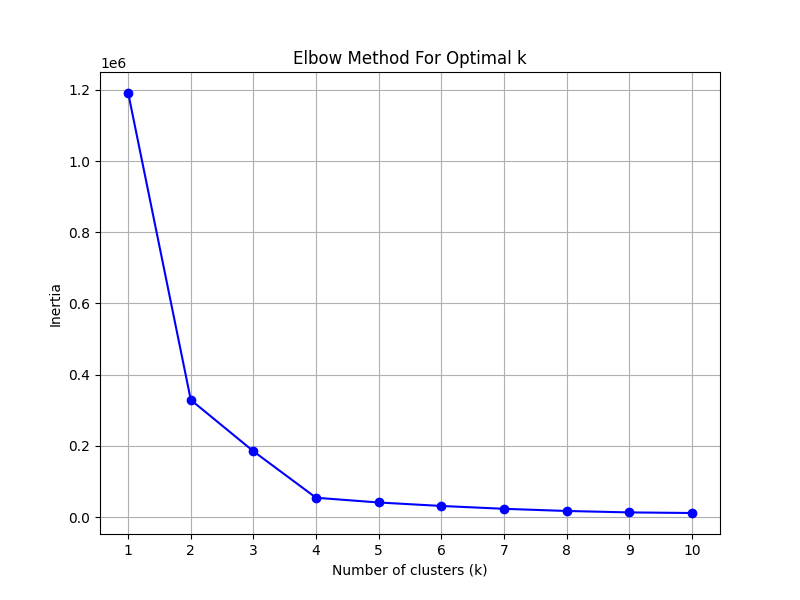 Elbow Method For Optimal k
1e6
1.2
1.0
0.8
0.6
0.4
0.2
0.0
Inertia
1 2 3 4 5 6 7 8 9 10
Number of clusters (k)